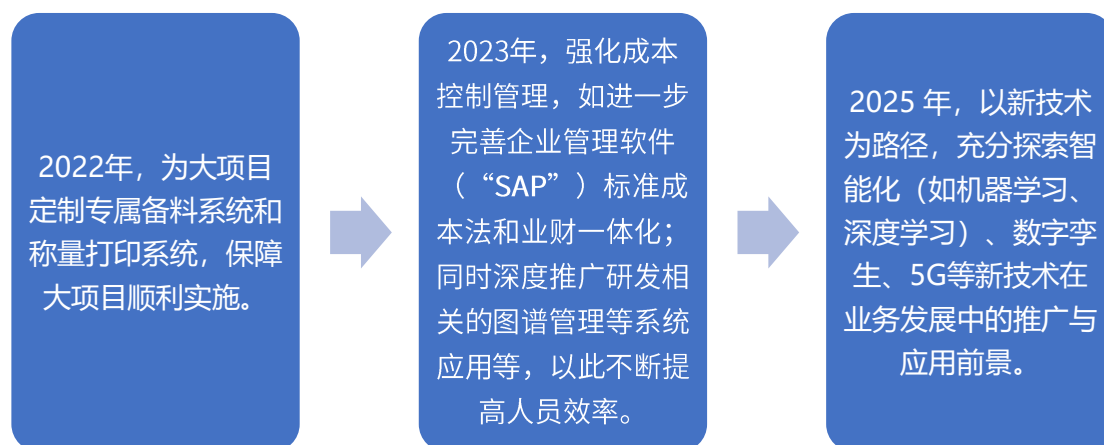 2022年，为大项目
定制专属备料系统和
称量打印系统，保障
大项目顺利实施。
2023年，强化成本
控制管理，如进一步
完善企业管理软件
（“SAP”）标准成
本法和业财一体化；
同时深度推广研发相
关的图谱管理等系统
应用等，以此不断提
高人员效率。
2025 年，以新技术
为路径，充分探索智
能化（如机器学习、
深度学习）、数字孪
生、5G等新技术在
业务发展中的推广与
应用前景。